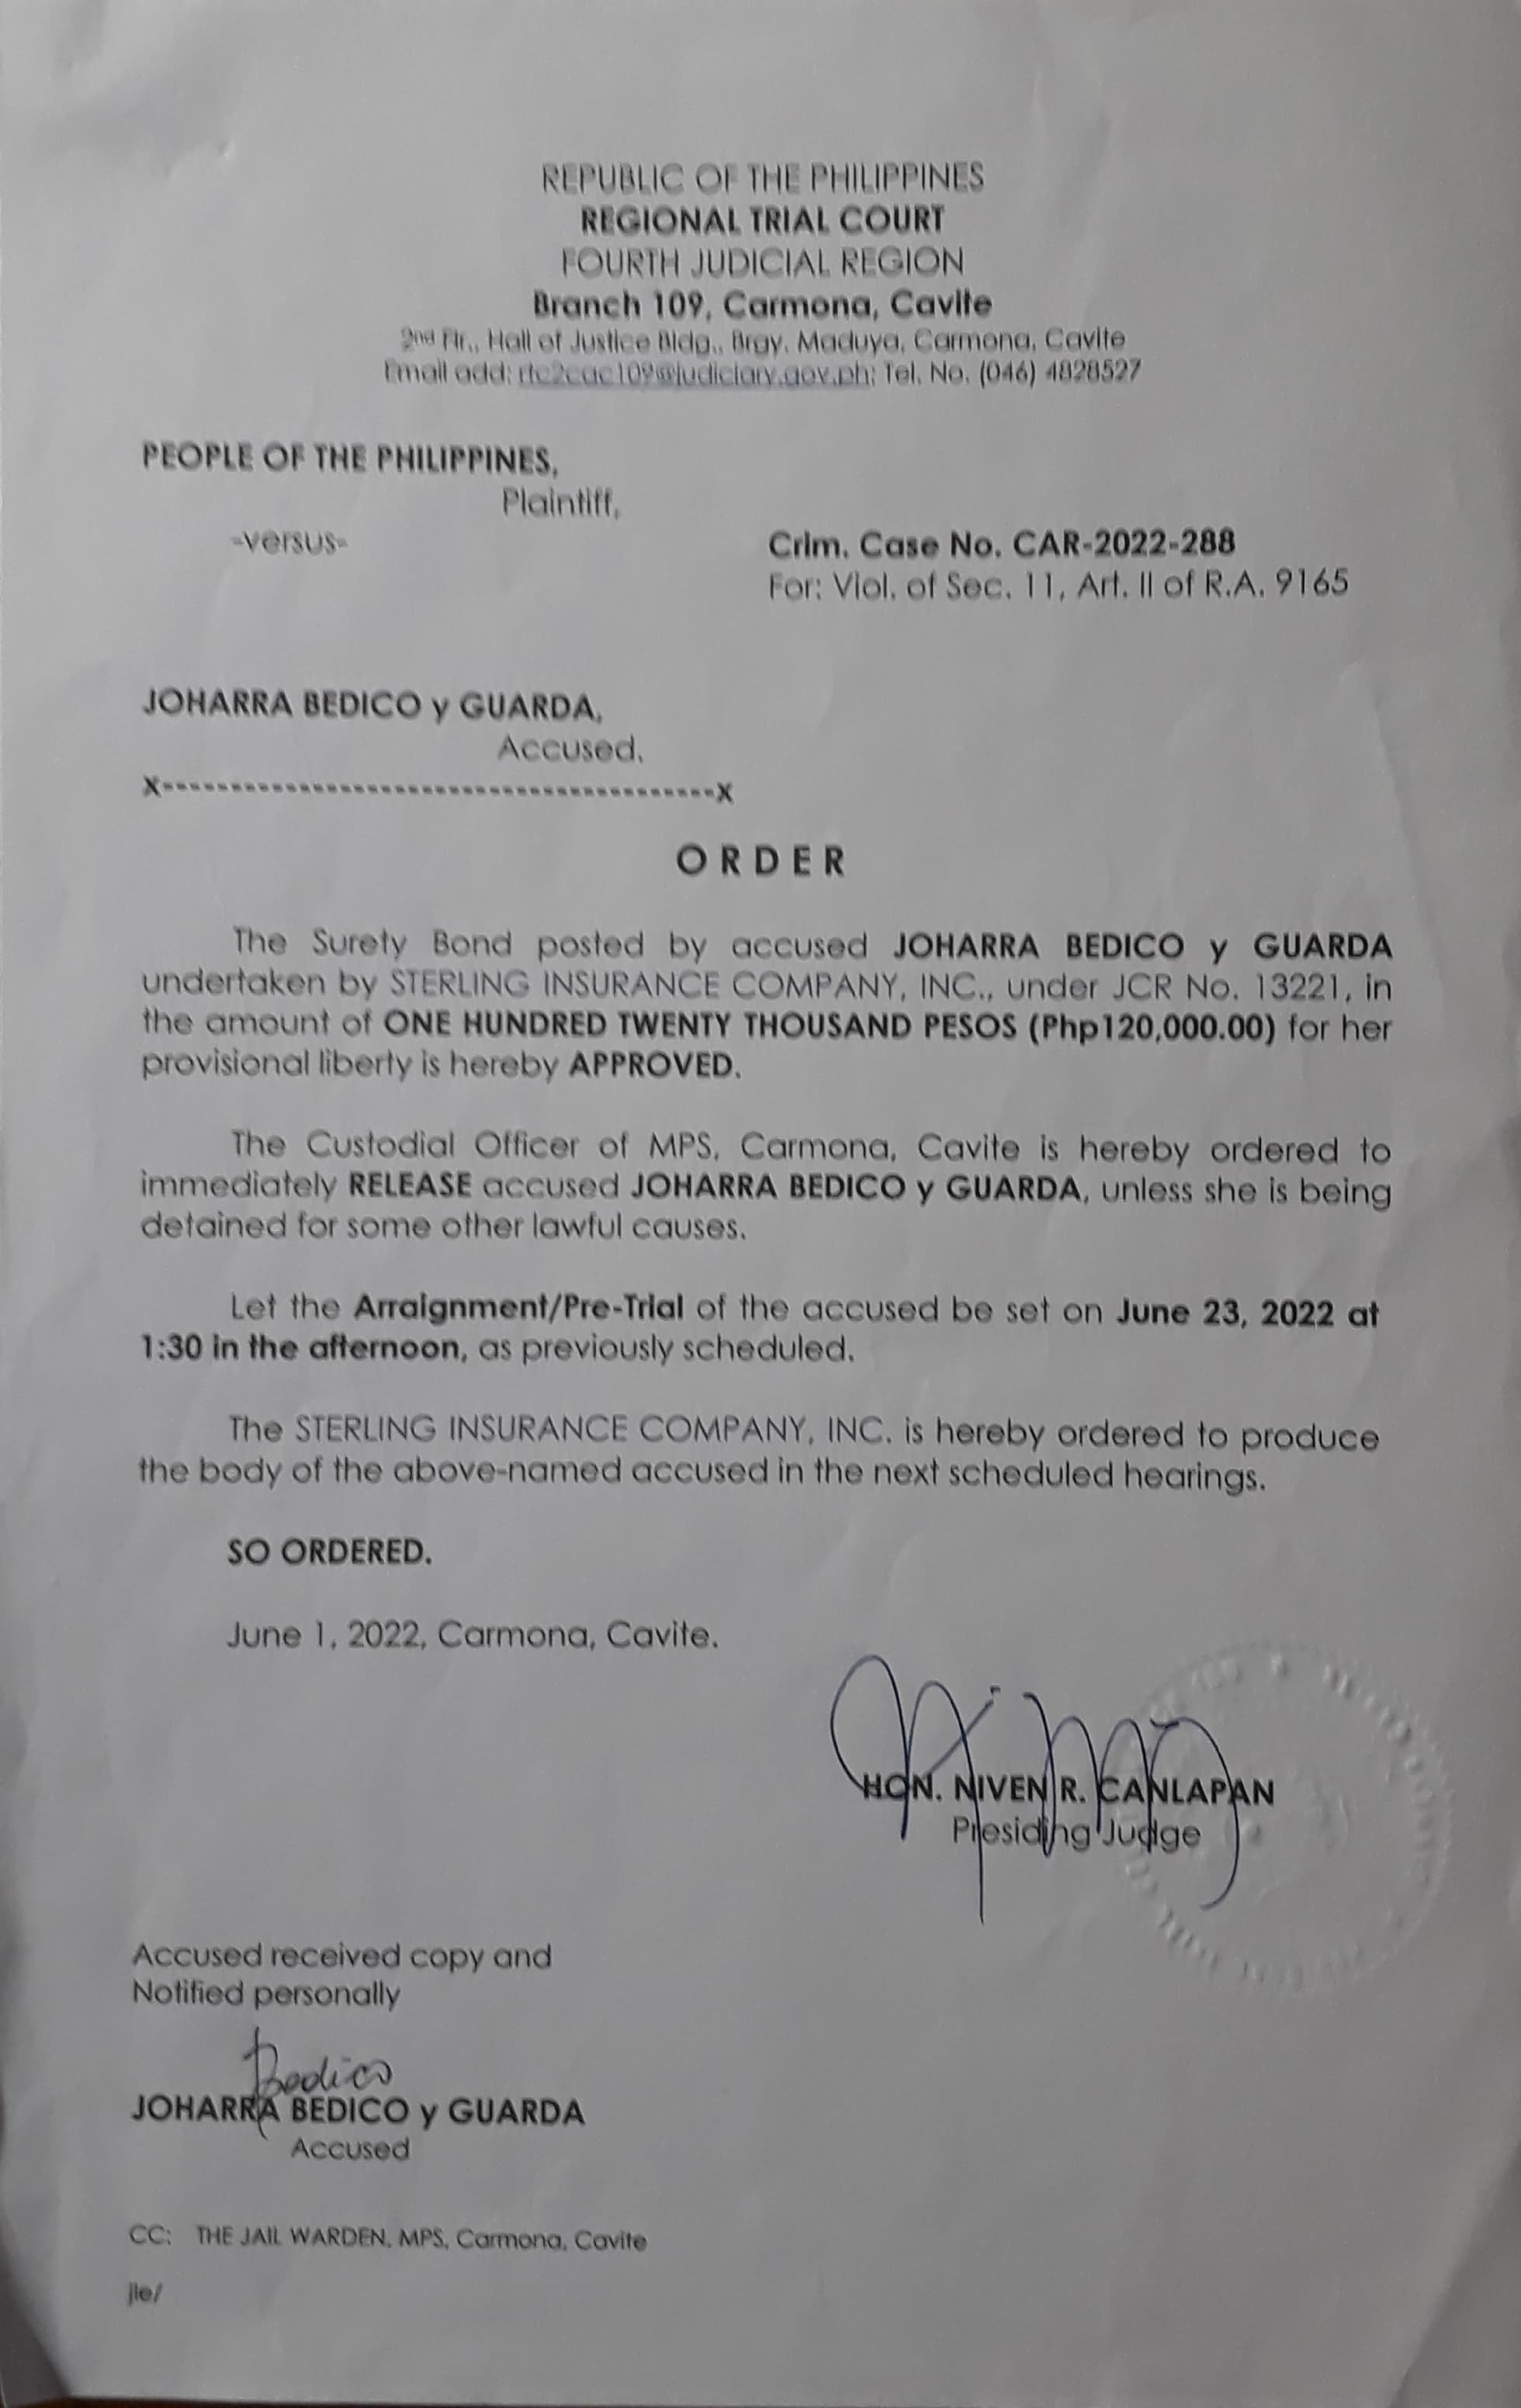 REPUBLIC OF THE PHILIPPINES
REGIONAL TRIAL COURT
FOURTH JUDICIAL REGION
Branch 109, Carmona, Cavite
2nd Flr., Hall of Justice Bldg., Brgy. Maduya, Carmona, Cavite
Email add: rtc2cac109@judiciary.gov.ph; Tel. No. (046) 4828527
PEOPLE OF THE PHILIPPINES,
Plaintiff,
-versus-
Crim. Case No. CAR-2022-288
For: Viol. of Sec. 11, Art. II of R.A. 9165
JOHARRA BEDICO y GUARDA,
Accused.
x----------------------------------------x
O R D E R
The Surety Bond posted by accused JOHARRA BEDICO y GUARDA
undertaken by STERLING INSURANCE COMPANY, INC., under JCR No. 13221, in
the amount of ONE HUNDRED TWENTY THOUSAND PESOS (Php120,000.00) for her
provisional liberty is hereby APPROVED.
The Custodial Officer of MPS, Carmona, Cavite is hereby ordered to
immediately RELEASE accused JOHARRA BEDICO y GUARDA, unless she is being
detained for some other lawful causes.
Let the Arraignment/Pre-Trial of the accused be set on June 23, 2022 at
1:30 in the afternoon, as previously scheduled.
The STERLING INSURANCE COMPANY, INC. is hereby ordered to produce
the body of the above-named accused in the next scheduled hearings.
SO ORDERED.
June 1, 2022, Carmona, Cavite.
HON. NIVEN R. CANLAPAN
Presiding Judge
Accused received copy and
Notified personally
Bedico
JOHARRA BEDICO y GUARDA
Accused
CC: THE JAIL WARDEN, MPS, Carmona, Cavite
jle/